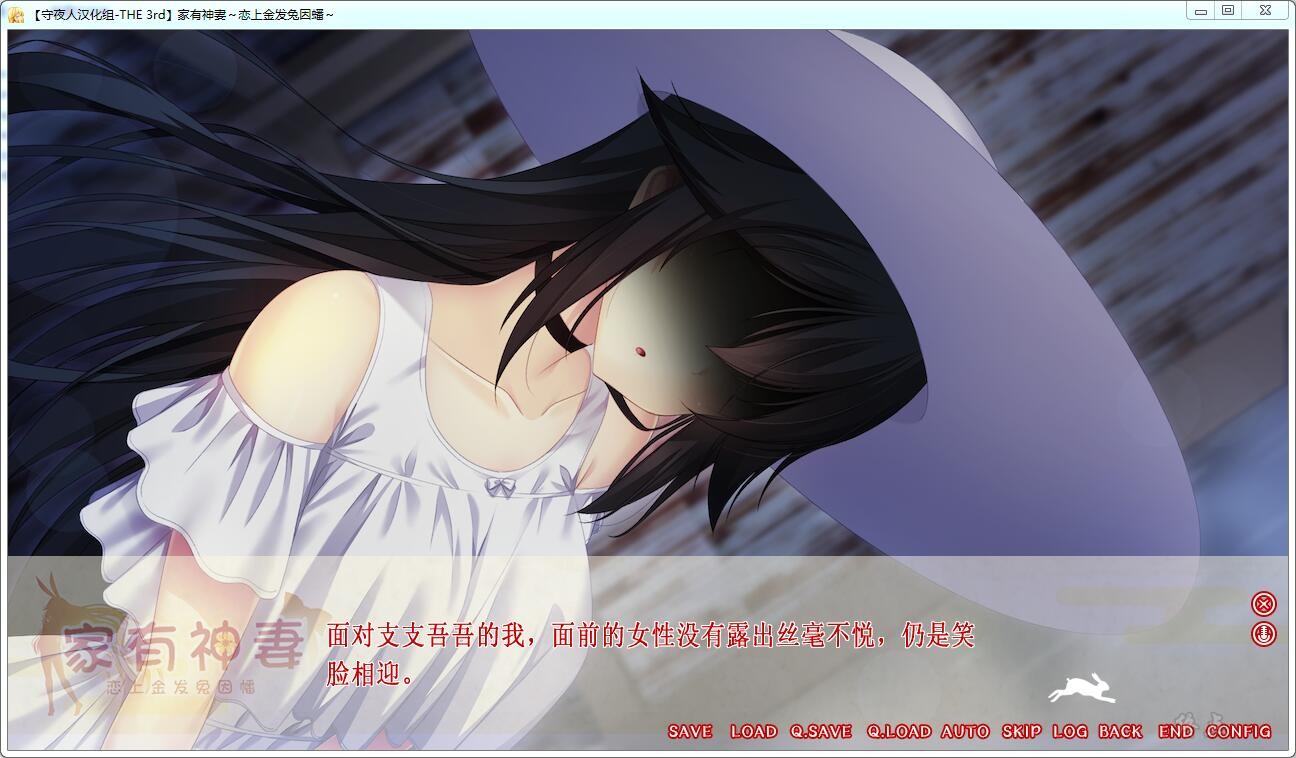 【守夜人汉化组-THE 3rd】家有神妻～恋上金发兔因幡～
家有神妻
恋上金发兔因幡
面对支支吾吾的我，面前的女性没有露出丝毫不悦，仍是笑
脸相迎。
SAVE LOAD Q.SAVE Q.LOAD AUTO SKIP LOG BACK END CONFIG